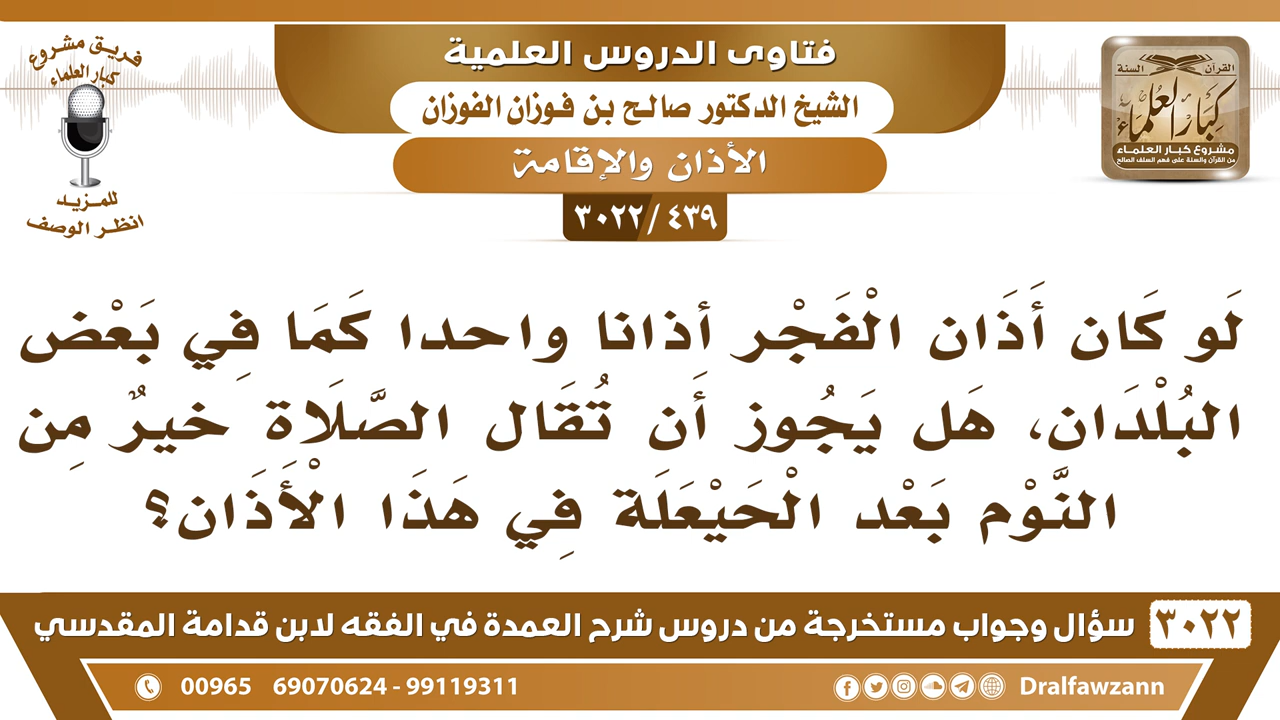 فريق مشروع
كبار العلماء
للمزيد
انظر الوصف
فتاوى الدروس العلمية
الشيخ الدكتور صالح بن فوزان الفوزان
الأذان والإقامة
٤٣٩ / ٣٠٢٢
القرآن السنة
كبار العلماء
مشروع كبار العلماء
من القرآن والسنة على فهم السلف الصالح
لَو كَان أَذَان الْفَجْر أذانا واحدا كَمَا فِي بَعْض
البُلْدَان، هَل يَجُوز أَن تُقَال الصَّلَاة خيرٌ مِن
النَّوْم بَعْد الْحَيْعَلَة فِي هَذَا الْأَذَان؟
٣٠٢٢ سؤال وجواب مستخرجة من دروس شرح العمدة في الفقه لابن قدامة المقدسي
00965 69070624 - 99119311
Dralfawzann